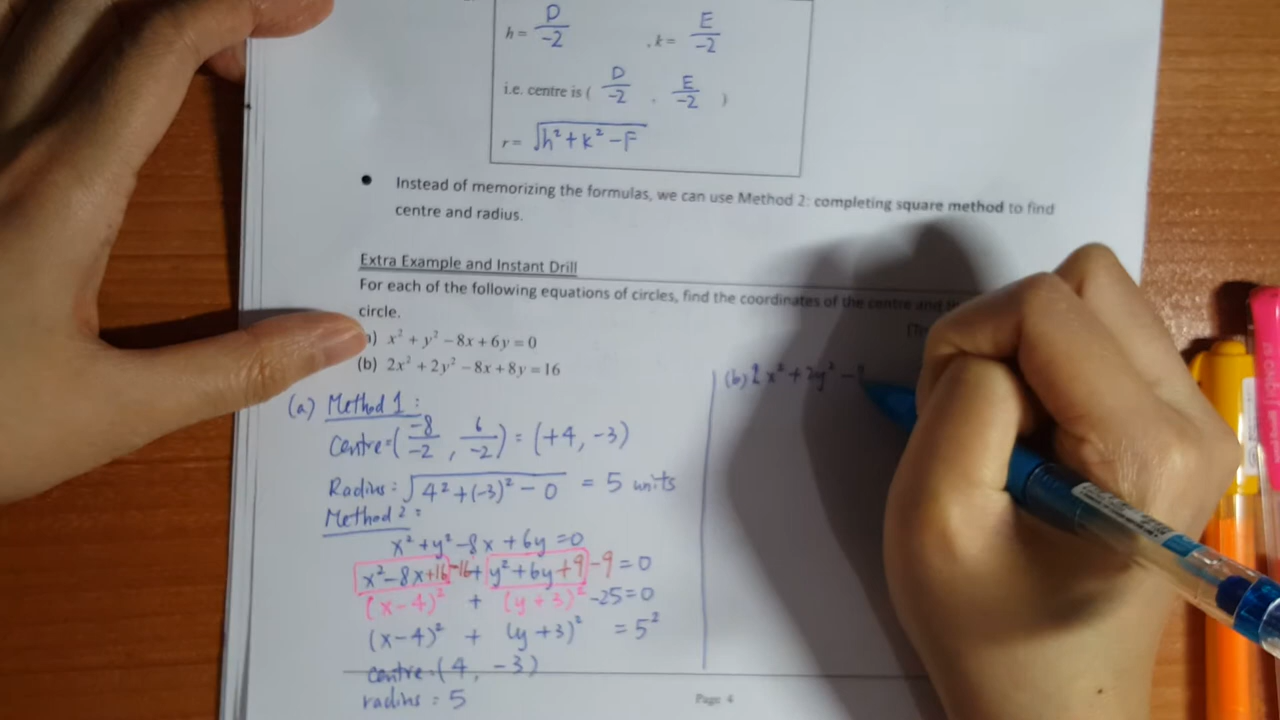 h = D/-2 , k = E/-2
i.e. centre is ( D/-2 , E/-2 )
r = √h² + k² - F
● Instead of memorizing the formulas, we can use Method 2: completing square method to find
centre and radius.
Extra Example and Instant Drill
For each of the following equations of circles, find the coordinates of the centre and
circle.
a) x² + y² - 8x + 6y = 0
(b) 2x² + 2y² - 8x + 8y = 16
(a) Method 1 :
Centre = ( -8/-2 , 6/-2 ) = (+4, -3)
Radius : √4² + (-3)² - 0 = 5 units
Method 2 :
x² + y² - 8x + 6y = 0
x² - 8x + 16 - 16 + y² + 6y + 9 - 9 = 0
(x - 4)² + (y + 3)² - 25 = 0
(x - 4)² + (y + 3)² = 5²
centre : (4, -3)
radius : 5
(b) 2x² + 2y² -
Page 4